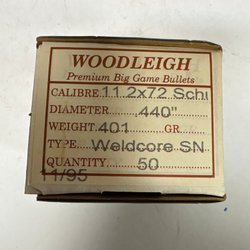 WOODLEIGH
Premium Big Game Bullets
CALIBRE 11.2x72 Schi
DIAMETER .440"
WEIGHT 401 GR.
TYPE Weldcore SN
QUANTITY 50
11/95